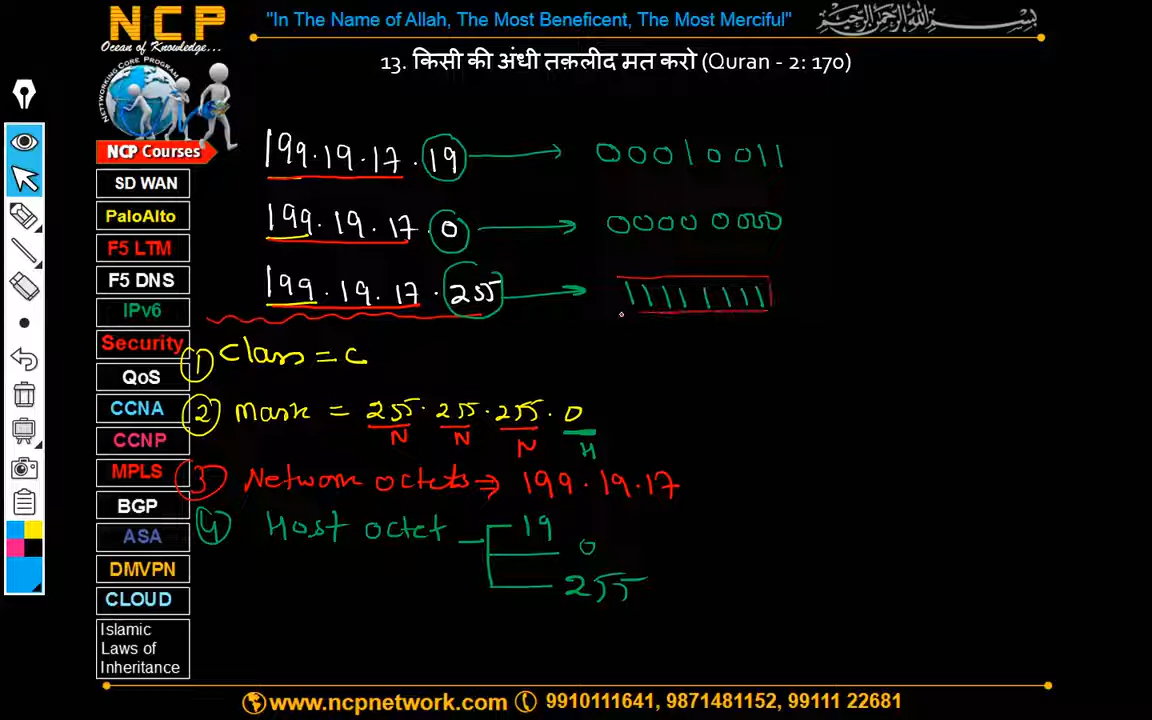 NCP
Ocean of Knowledge...
"In The Name of Allah, The Most Beneficent, The Most Merciful"
13. किसी की अंधी तक़लीद मत करो (Quran - 2: 170)
NETWORKING CORE PROGRAM
NCP Courses
SD WAN
PaloAlto
F5 LTM
F5 DNS
IPv6
Security
QoS
CCNA
CCNP
MPLS
BGP
ASA
DMVPN
CLOUD
Islamic
Laws of
Inheritance
199.19.17.19 → 00010011
199.19.17.0 → 00000000
199.19.17.255 → 11111111
① Class = C
② Mask = 255.255.255.0
N N N H
③ Network octets → 199.19.17
④ Host octet 19
0
255
www.ncpnetwork.com 9910111641, 9871481152, 99111 22681